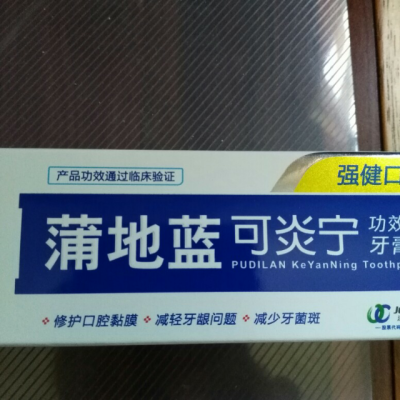 产品功效通过临床验证
强健口
蒲地蓝可炎宁
功效
牙膏
PUDILAN KeYanNing Toothp
·修护口腔黏膜 ·减轻牙龈问题 ·减少牙菌斑